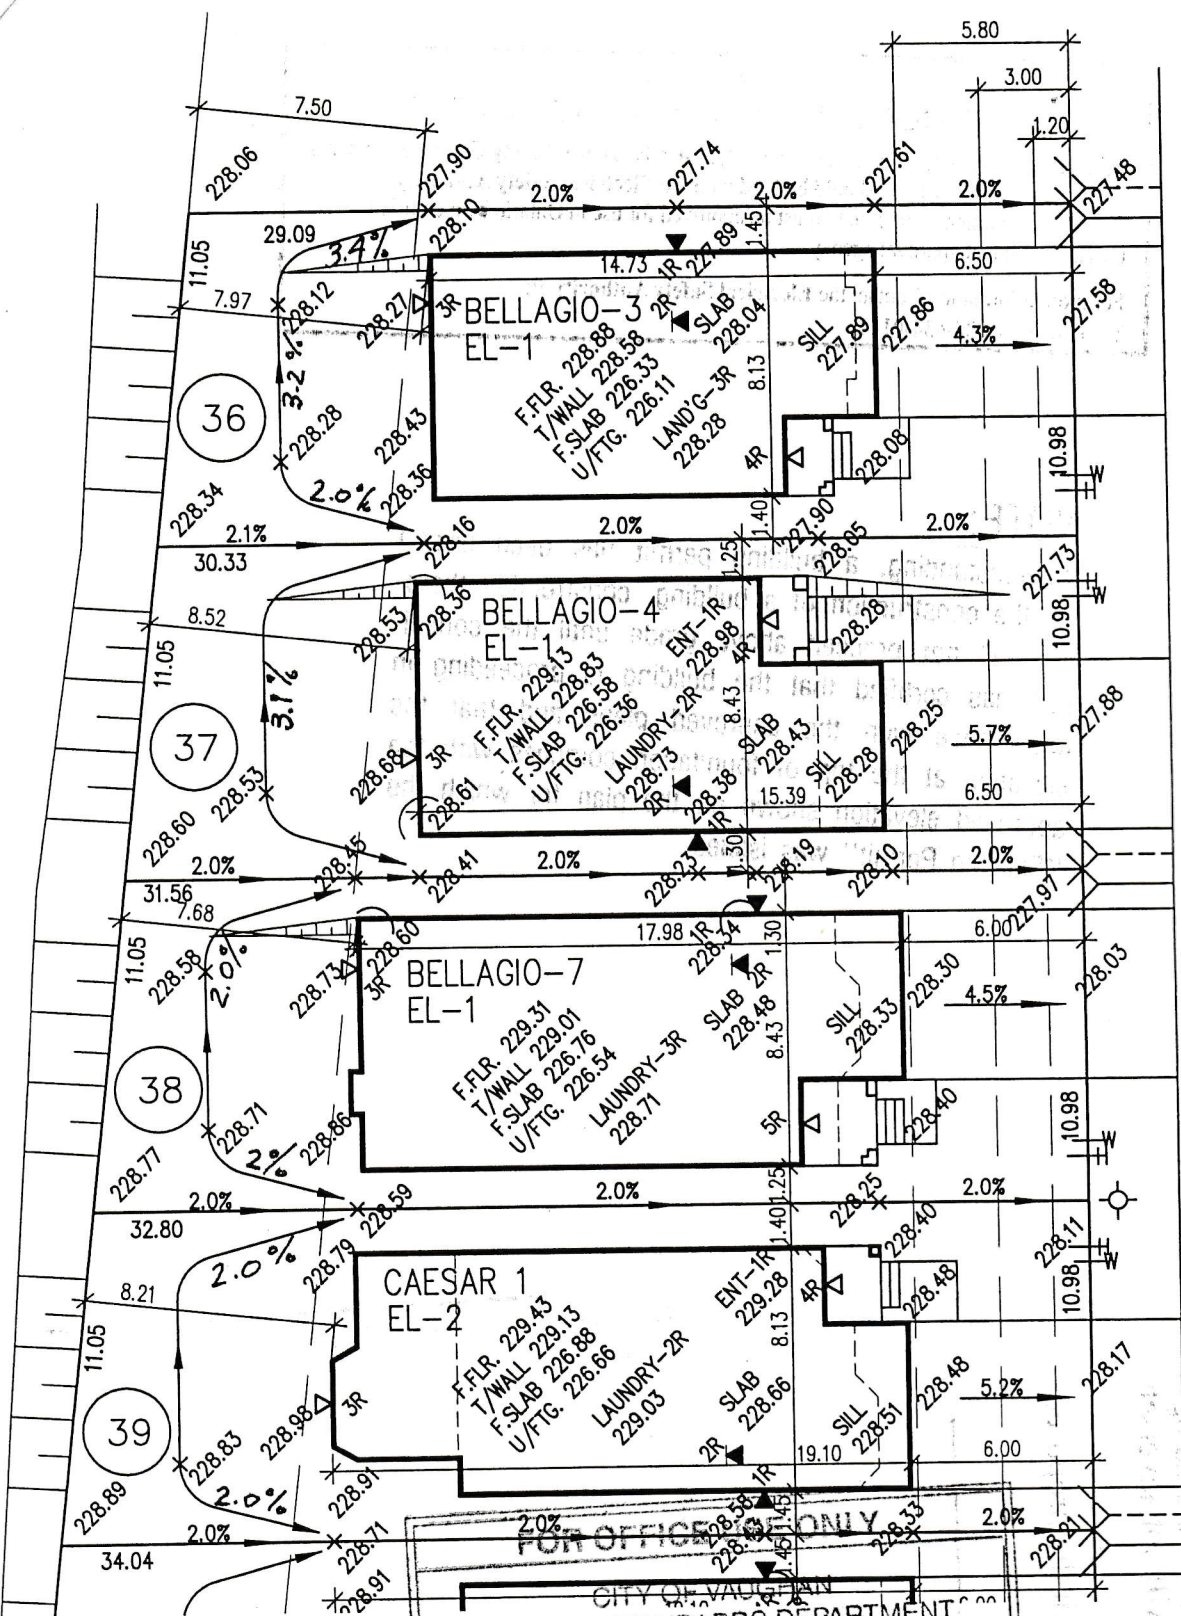 5.80
3.00
1.20
7.50
228.06
227.90
2.0%
227.74
2.0%
227.61
2.0%
227.48
29.09
3.4%
228.10
1.45
227.89
11.05
7.97
228.12
228.27
3R
14.73
1R
6.50
BELLAGIO-3
EL-1
2R
SLAB
228.04
SILL
227.89
227.86
227.58
4.3%
F.FLR. 228.88
T/WALL 228.58
F.SLAB 226.33
U/FTG. 226.11
LAND'G-3R
228.28
8.13
36
3.2%
228.28
228.43
228.36
4R
228.08
10.98
W
H
228.34
2.0%
2.1%
30.33
228.16
2.0%
1.40
1.25
227.90
228.05
2.0%
227.73
H
W
8.52
228.53
228.36
BELLAGIO-4
EL-1
ENT-1R
228.98
4R
228.28
10.98
11.05
3.1%
F.FLR. 229.13
T/WALL 228.83
F.SLAB 226.58
U/FTG. 226.36
LAUNDRY-2R
228.73
8.43
SLAB
228.43
SILL
228.28
228.25
5.7%
227.88
37
228.53
228.68
3R
228.61
2R
228.38
1R
15.39
6.50
228.60
2.0%
31.56
228.45
228.41
2.0%
228.23
1.30
228.19
228.10
2.0%
227.97
7.68
228.58
2.0%
228.73
3R
228.60
17.98
1R
228.34
1.30
6.00
11.05
BELLAGIO-7
EL-1
2R
SLAB
228.48
8.43
SILL
228.33
228.30
4.5%
228.03
F.FLR. 229.31
T/WALL 229.01
F.SLAB 226.76
U/FTG. 226.54
LAUNDRY-3R
228.71
38
228.71
228.86
5R
228.40
10.98
W
H
228.77
2%
2.0%
32.80
228.59
2.0%
1.25
1.40
228.25
2.0%
228.40
228.11
H
W
2.0%
228.79
8.21
CAESAR 1
EL-2
ENT-1R
229.28
4R
228.48
10.98
11.05
F.FLR. 229.43
T/WALL 229.13
F.SLAB 226.88
U/FTG. 226.66
LAUNDRY-2R
229.03
8.13
SLAB
228.66
SILL
228.51
228.48
5.2%
228.17
39
228.83
228.98
3R
228.91
2R
1R
19.10
6.00
228.89
2.0%
2.0%
34.04
228.71
2.0%
228.58
1.45
228.33
2.0%
228.21
FOR OFFICE USE ONLY
228.91
1.45
CITY OF VAUGHAN
DEPARTMENT